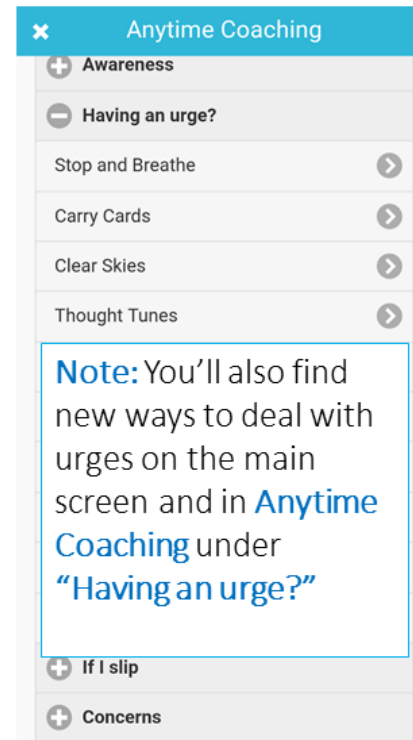 Anytime Coaching
Awareness
Having an urge?
Stop and Breathe
Carry Cards
Clear Skies
Thought Tunes
Note: You’ll also find
new ways to deal with
urges on the main
screen and in Anytime
Coaching under
“Having an urge?”
If I slip
Concerns